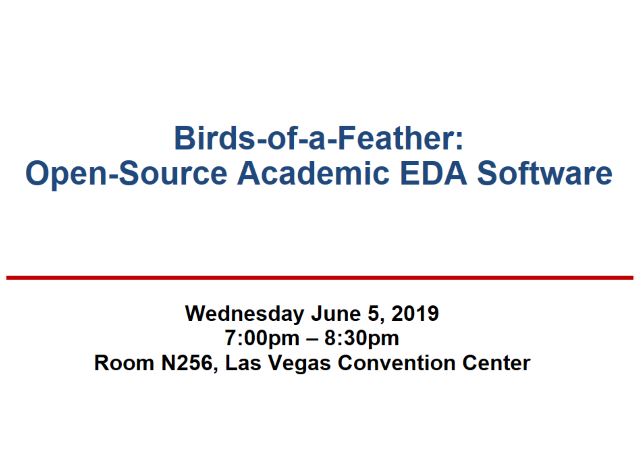 Birds-of-a-Feather:
Open-Source Academic EDA Software
Wednesday June 5, 2019
7:00pm – 8:30pm
Room N256, Las Vegas Convention Center